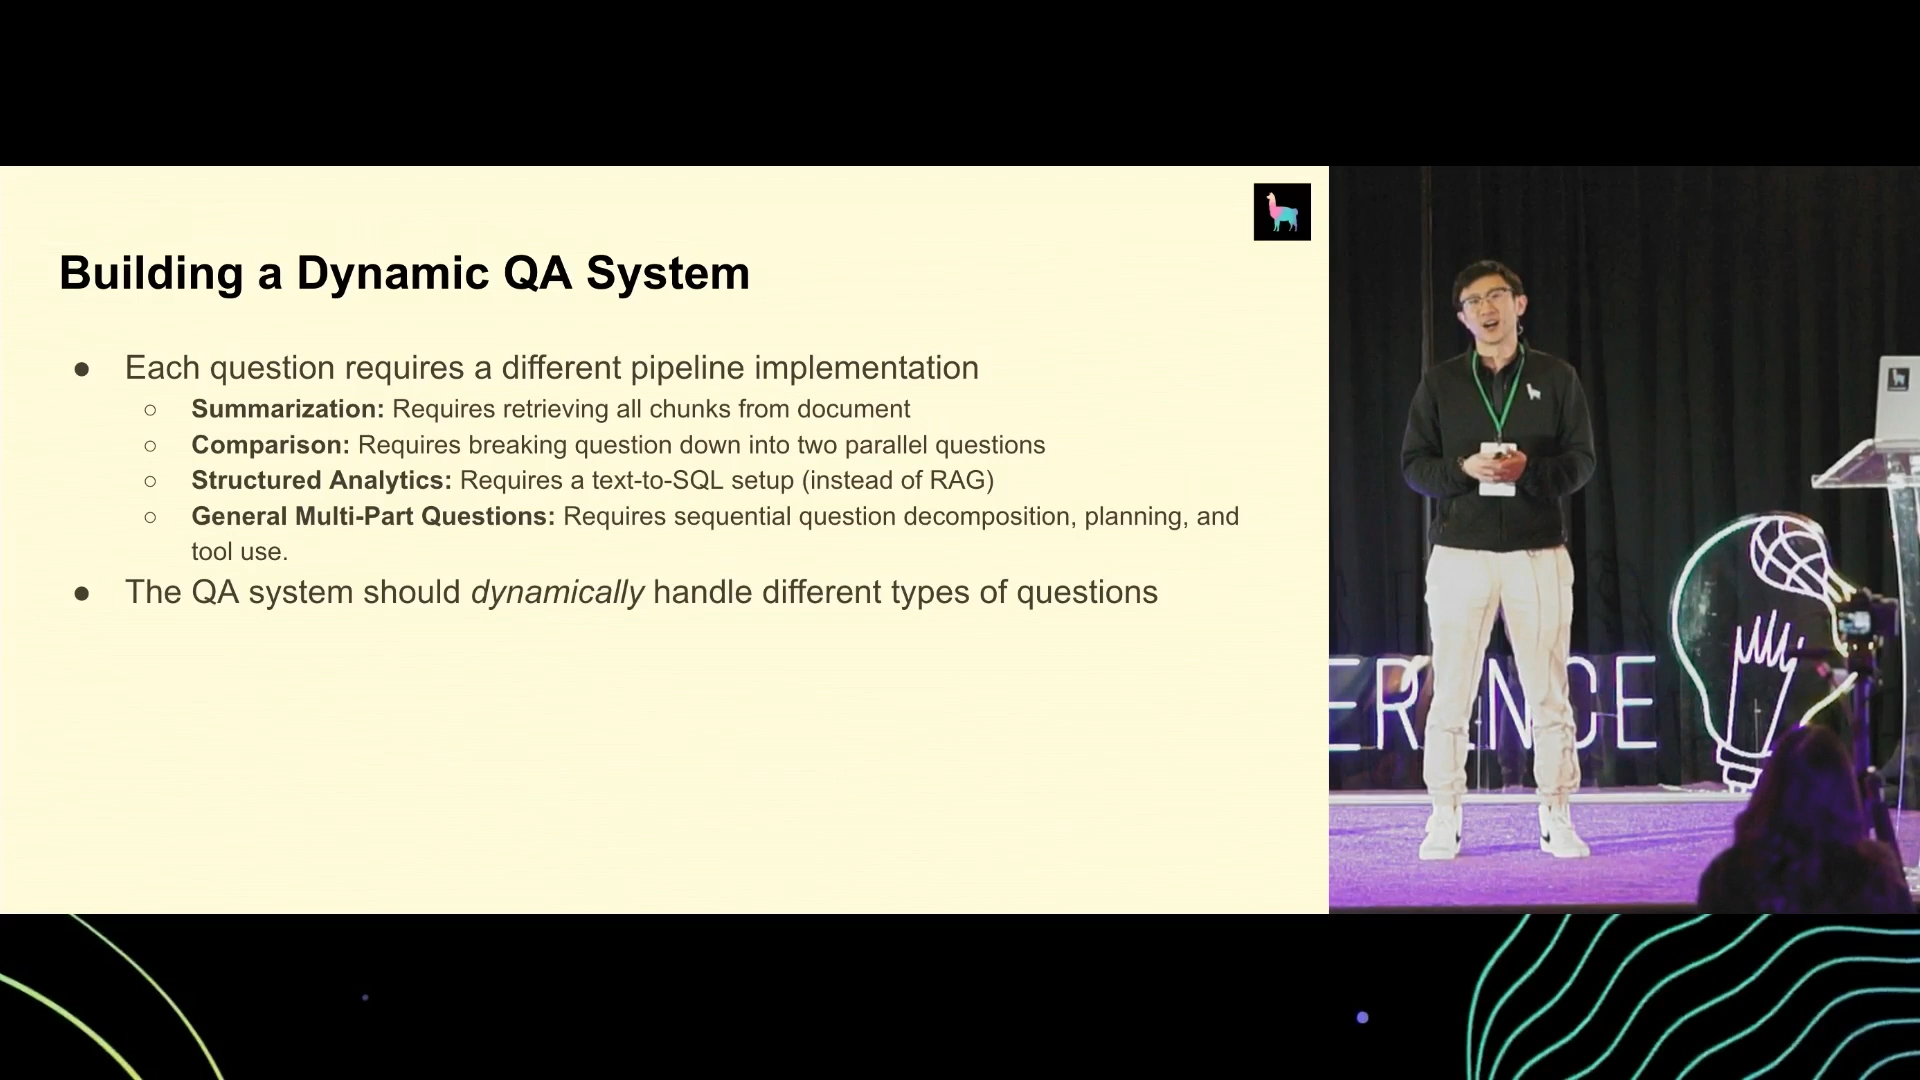 Building a Dynamic QA System
● Each question requires a different pipeline implementation
○ Summarization: Requires retrieving all chunks from document
○ Comparison: Requires breaking question down into two parallel questions
○ Structured Analytics: Requires a text-to-SQL setup (instead of RAG)
○ General Multi-Part Questions: Requires sequential question decomposition, planning, and
tool use.
● The QA system should dynamically handle different types of questions
ERENCE